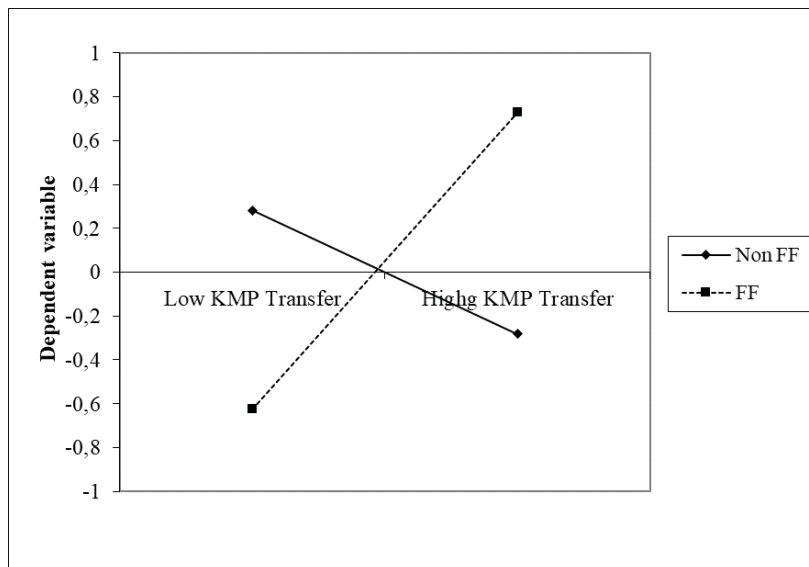 1
0,8
0,6
0,4
0,2
0
-0,2
-0,4
-0,6
-0,8
-1
Dependent variable
Low KMP Transfer
Highg KMP Transfer
Non FF
FF